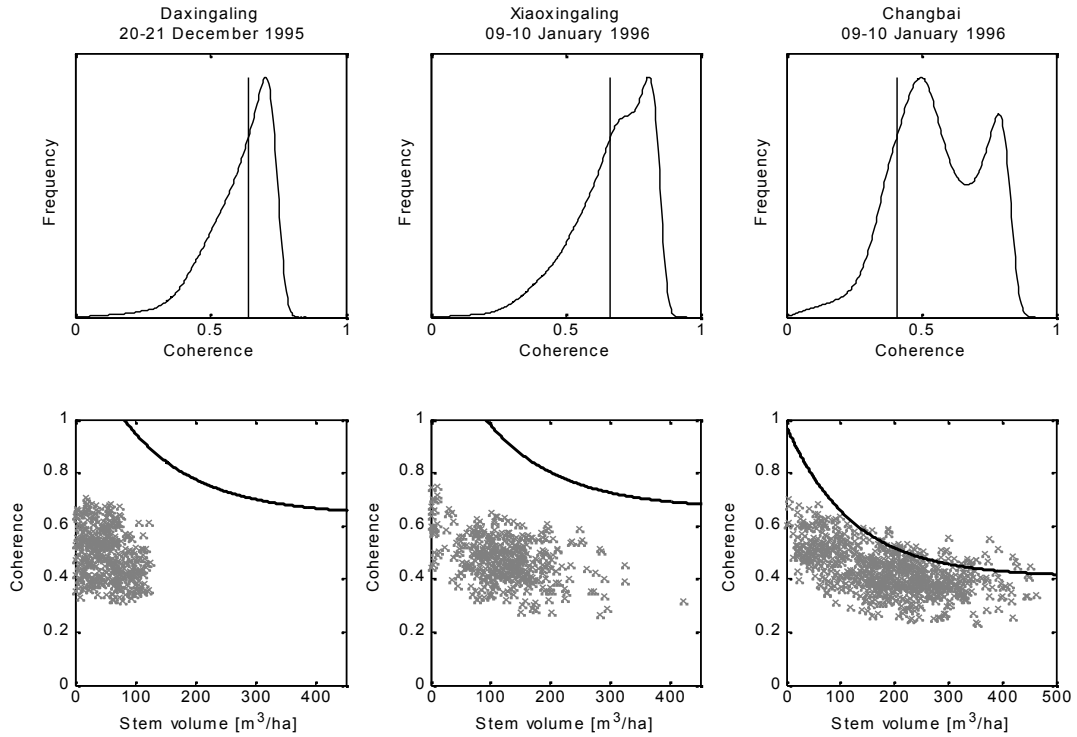 Daxingaling
20-21 December 1995
Frequency
0
0.5
1
Coherence
Xiaoxingaling
09-10 January 1996
Frequency
0
0.5
1
Coherence
Changbai
09-10 January 1996
Frequency
0
0.5
1
Coherence
1
0.8
0.6
0.4
0.2
0
Coherence
0 100 200 300 400
Stem volume [m³/ha]
1
0.8
0.6
0.4
0.2
0
Coherence
0 100 200 300 400
Stem volume [m³/ha]
1
0.8
0.6
0.4
0.2
0
Coherence
0 100 200 300 400 500
Stem volume [m³/ha]